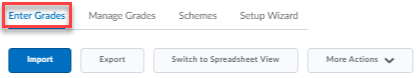 Enter Grades Manage Grades Schemes Setup Wizard
Import Export Switch to Spreadsheet View More Actions